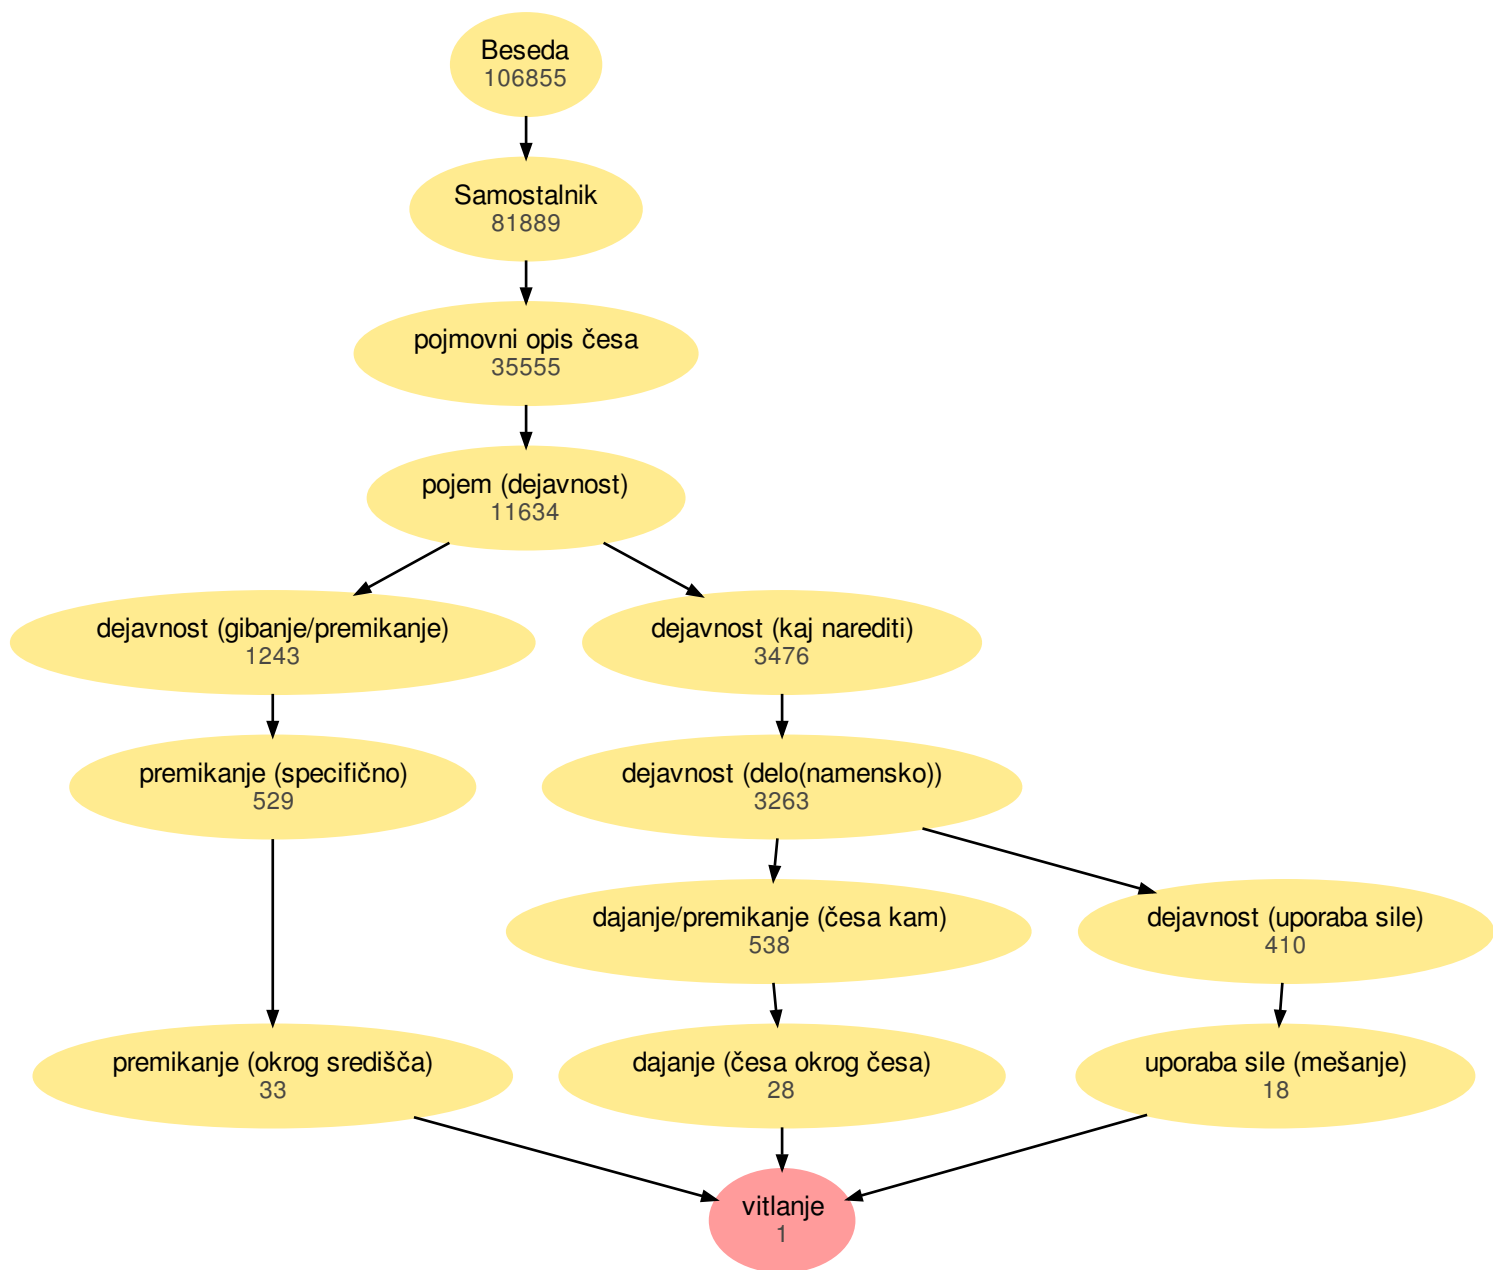 Beseda
106855
Samostalnik
81889
pojmovni opis česa
35555
pojem (dejavnost)
11634
dejavnost (gibanje/premikanje)
1243
dejavnost (kaj narediti)
3476
premikanje (specifično)
529
dejavnost (delo(namensko))
3263
dajanje/premikanje (česa kam)
538
dejavnost (uporaba sile)
410
premikanje (okrog središča)
33
dajanje (česa okrog česa)
28
uporaba sile (mešanje)
18
vitlanje
1